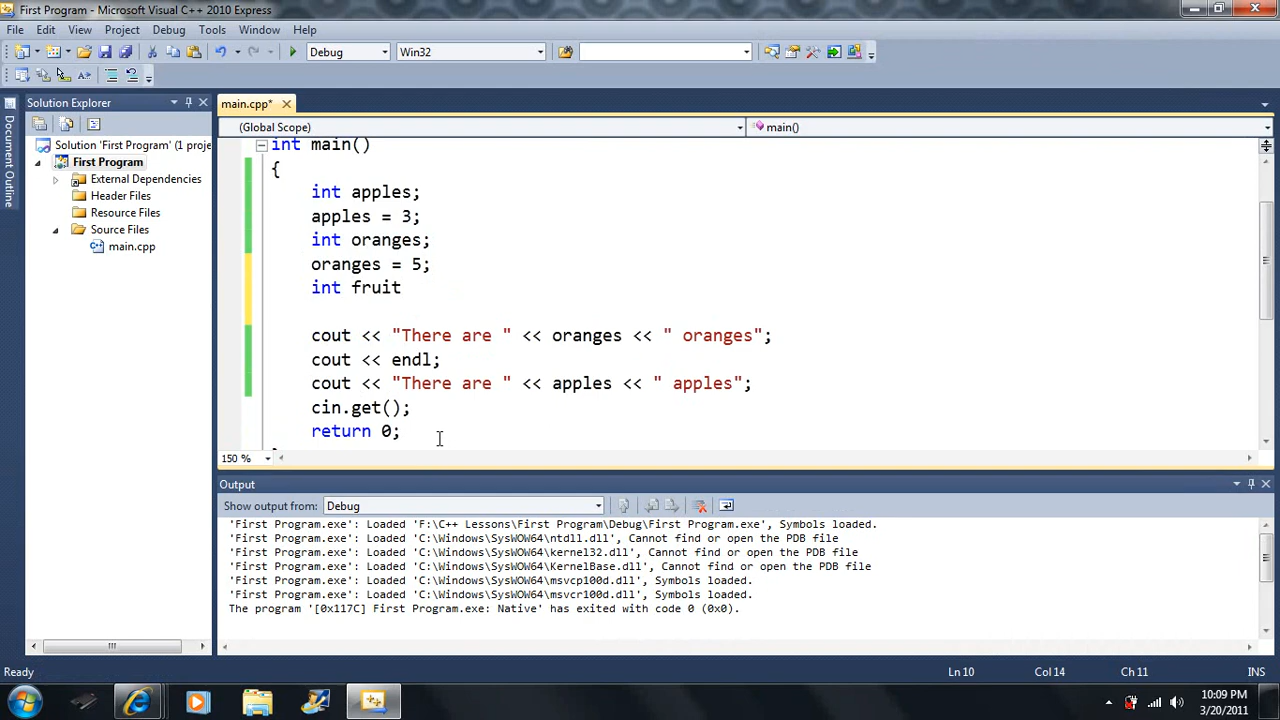 First Program - Microsoft Visual C++ 2010 Express
File Edit View Project Debug Tools Window Help
Debug Win32
Solution Explorer
main.cpp*
(Global Scope) main()
Document Outline
Solution 'First Program' (1 proje
First Program
External Dependencies
Header Files
Resource Files
Source Files
main.cpp
int main()
{
int apples;
apples = 3;
int oranges;
oranges = 5;
int fruit
cout << "There are " << oranges << " oranges";
cout << endl;
cout << "There are " << apples << " apples";
cin.get();
return 0;
150 %
Output
Show output from: Debug
'First Program.exe': Loaded 'F:\C++ Lessons\First Program\Debug\First Program.exe', Symbols loaded.
'First Program.exe': Loaded 'C:\Windows\SysWOW64\ntdll.dll', Cannot find or open the PDB file
'First Program.exe': Loaded 'C:\Windows\SysWOW64\kernel32.dll', Cannot find or open the PDB file
'First Program.exe': Loaded 'C:\Windows\SysWOW64\KernelBase.dll', Cannot find or open the PDB file
'First Program.exe': Loaded 'C:\Windows\SysWOW64\msvcp100d.dll', Symbols loaded.
'First Program.exe': Loaded 'C:\Windows\SysWOW64\msvcr100d.dll', Symbols loaded.
The program '[0x117C] First Program.exe: Native' has exited with code 0 (0x0).
Ready Ln 10 Col 14 Ch 11 INS
10:09 PM
3/20/2011